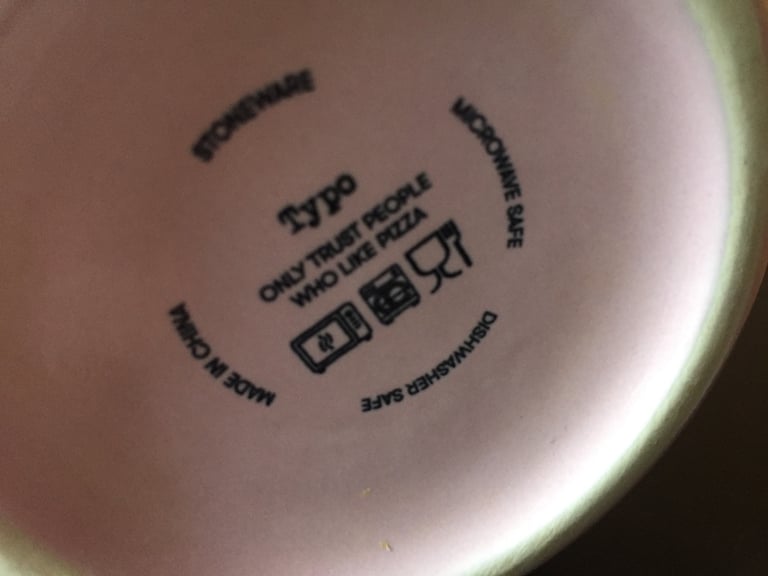 STONEWARE
MICROWAVE SAFE
Typo
ONLY TRUST PEOPLE
WHO LIKE PIZZA
DISHWASHER SAFE
MADE IN CHINA